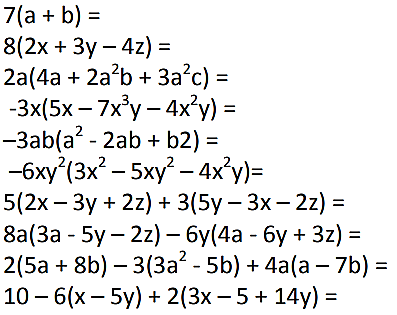 7(a + b) =
8(2x + 3y – 4z) =
2a(4a + 2a²b + 3a²c) =
-3x(5x – 7x³y – 4x²y) =
–3ab(a² - 2ab + b2) =
–6xy²(3x² – 5xy² – 4x²y)=
5(2x – 3y + 2z) + 3(5y – 3x – 2z) =
8a(3a - 5y – 2z) – 6y(4a - 6y + 3z) =
2(5a + 8b) – 3(3a² - 5b) + 4a(a – 7b) =
10 – 6(x – 5y) + 2(3x – 5 + 14y) =